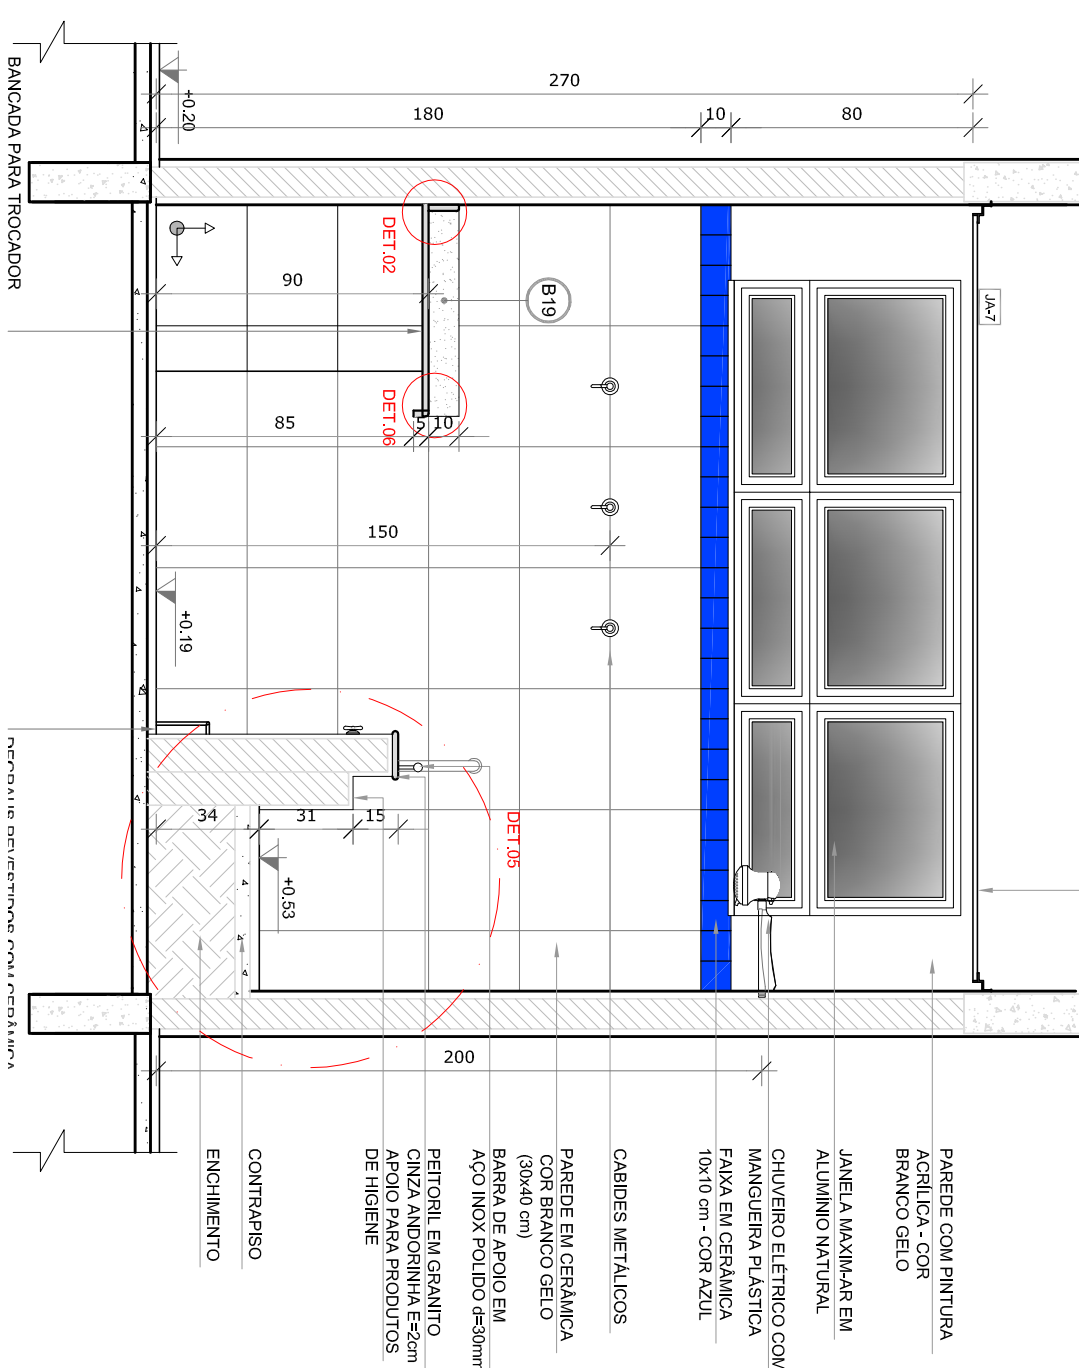 BANCADA PARA TROCADOR
+0.20
270
180
10
80
JA-7
DET.02
90
B19
DET.06
85
5
10
150
+0.19
34
31
15
+0.53
DET.05
200
PAREDE COM PINTURA
ACRÍLICA - COR
BRANCO GELO
JANELA MAXIM-AR EM
ALUMÍNIO NATURAL
CHUVEIRO ELÉTRICO COM
MANGUEIRA PLÁSTICA
FAIXA EM CERÂMICA
10x10 cm - COR AZUL
CABIDES METÁLICOS
PAREDE EM CERÂMICA
COR BRANCO GELO
(30x40 cm)
BARRA DE APOIO EM
AÇO INOX POLIDO d=30mm
PEITORIL EM GRANITO
CINZA ANDORINHA E=2cm
APOIO PARA PRODUTOS
DE HIGIENE
CONTRAPISO
ENCHIMENTO
DEGRAUS REVESTIDOS COM CERÂMICA